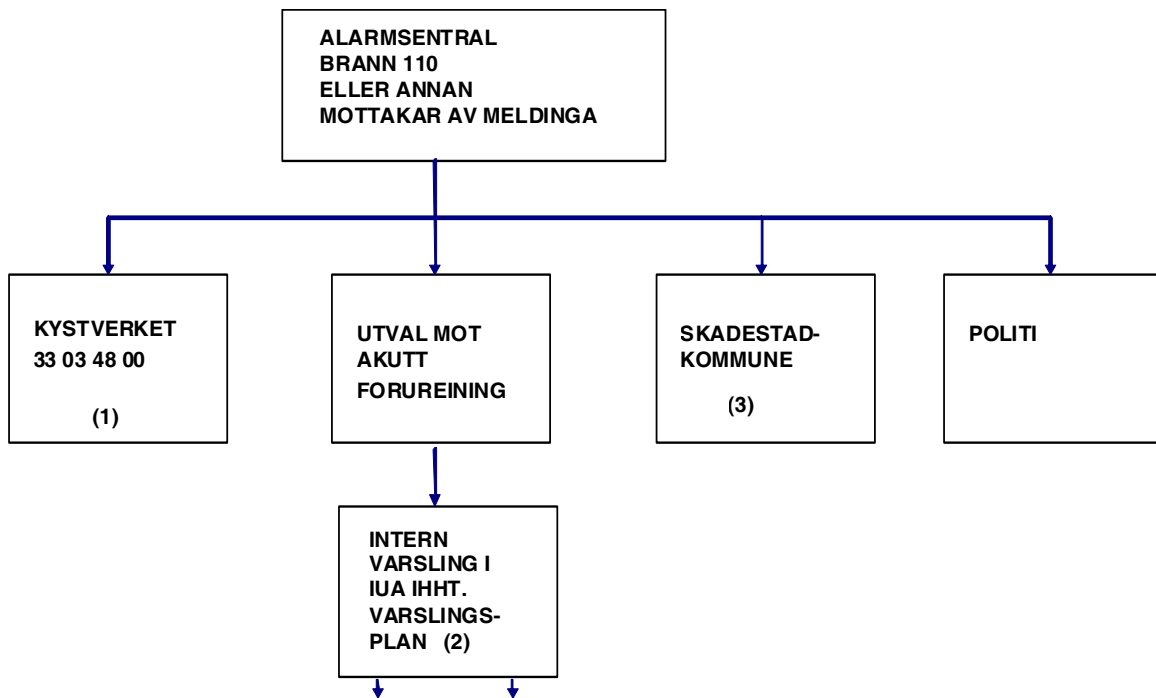 ALARMSENTRAL
BRANN 110
ELLER ANNAN
MOTTAKAR AV MELDINGA
KYSTVERKET
33 03 48 00
(1)
UTVAL MOT
AKUTT
FORUREINING
SKADESTAD-
KOMMUNE
(3)
POLITI
INTERN
VARSLING I
IUA IHHT.
VARSLINGS-
PLAN (2)